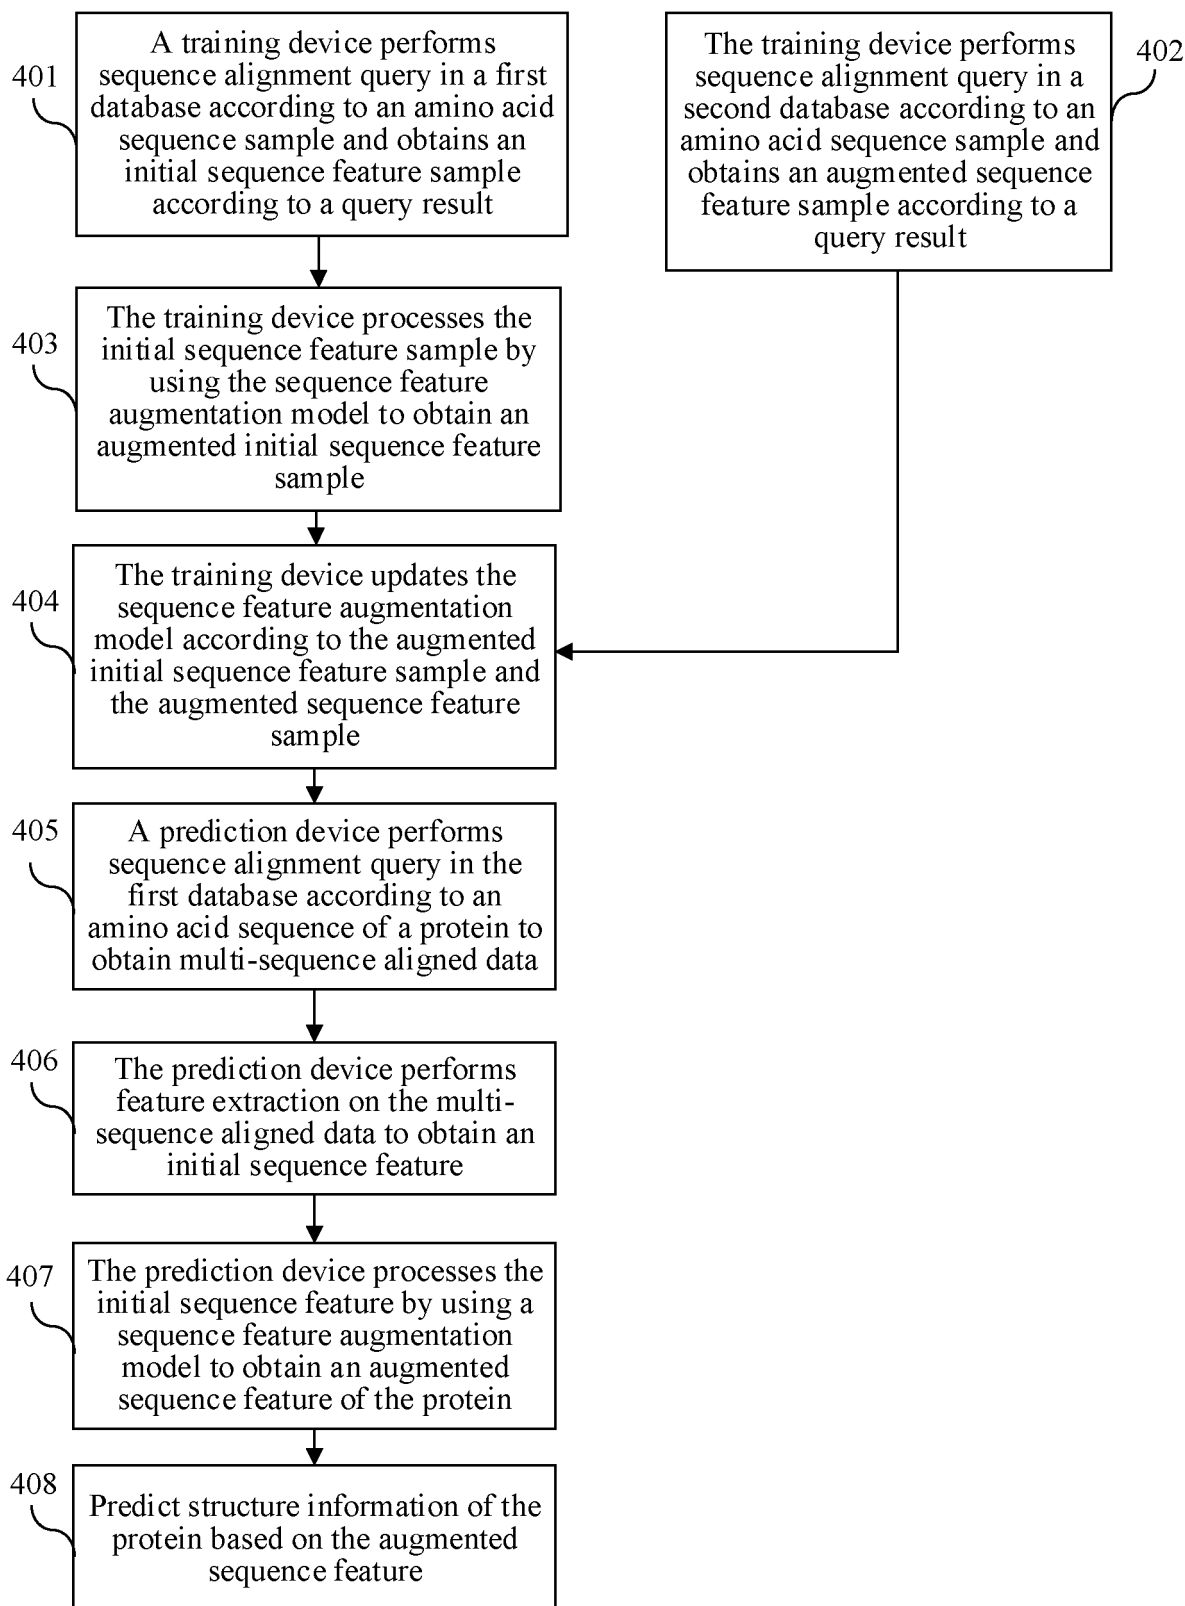 401
A training device performs
sequence alignment query in a first
database according to an amino acid
sequence sample and obtains an
initial sequence feature sample
according to a query result
402
The training device performs
sequence alignment query in a
second database according to an
amino acid sequence sample and
obtains an augmented sequence
feature sample according to a
query result
403
The training device processes the
initial sequence feature sample by
using the sequence feature
augmentation model to obtain an
augmented initial sequence feature
sample
404
The training device updates the
sequence feature augmentation
model according to the augmented
initial sequence feature sample and
the augmented sequence feature
sample
405
A prediction device performs
sequence alignment query in the
first database according to an
amino acid sequence of a protein to
obtain multi-sequence aligned data
406
The prediction device performs
feature extraction on the multi-
sequence aligned data to obtain an
initial sequence feature
407
The prediction device processes the
initial sequence feature by using a
sequence feature augmentation
model to obtain an augmented
sequence feature of the protein
408
Predict structure information of the
protein based on the augmented
sequence feature